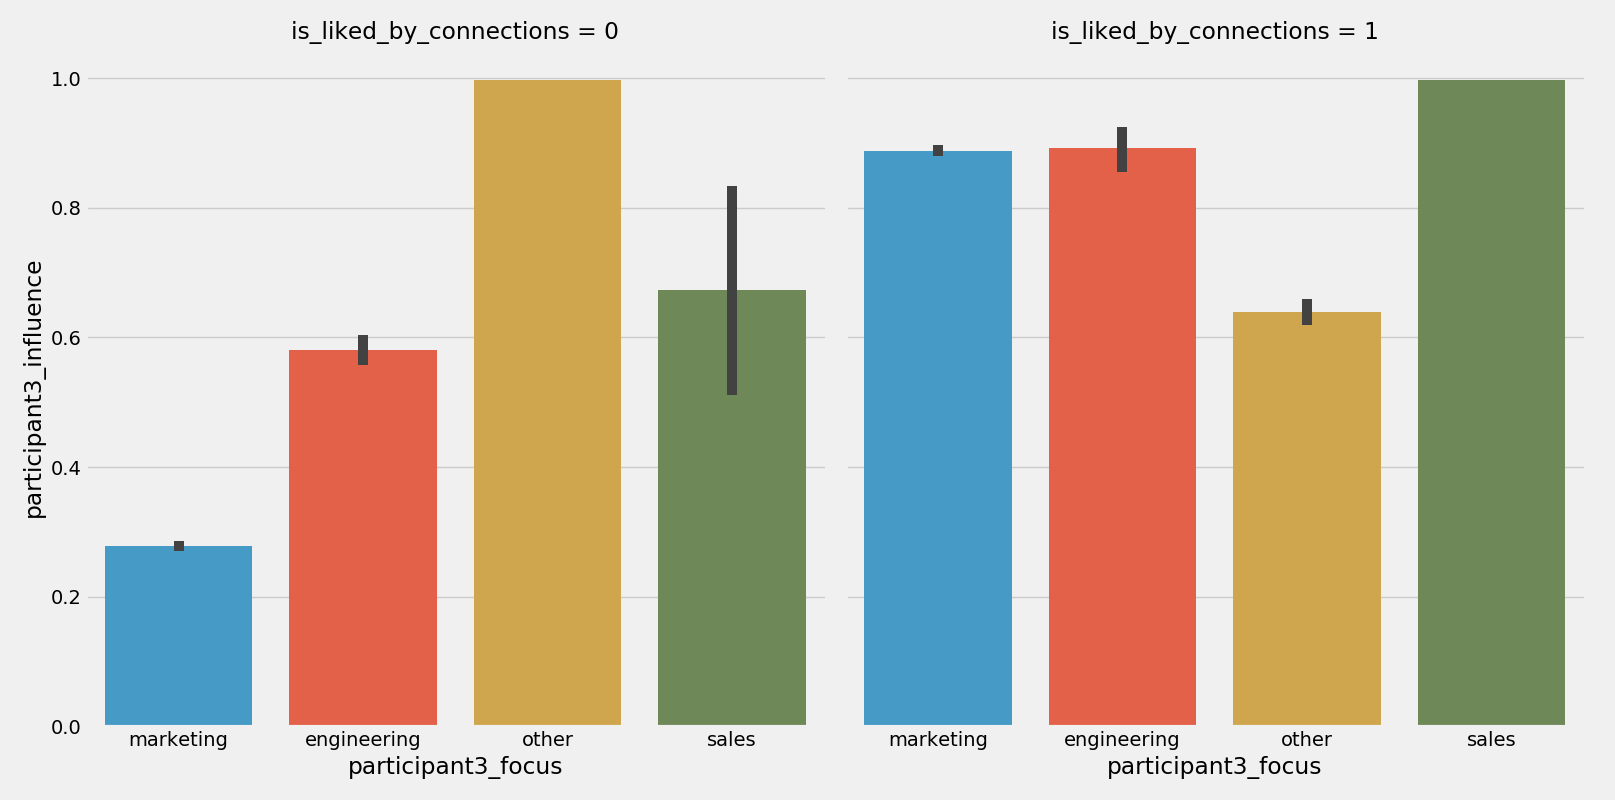 is_liked_by_connections = 0
is_liked_by_connections = 1
participant3_influence
1.0
0.8
0.6
0.4
0.2
0.0
marketing engineering other sales
marketing engineering other sales
participant3_focus
participant3_focus